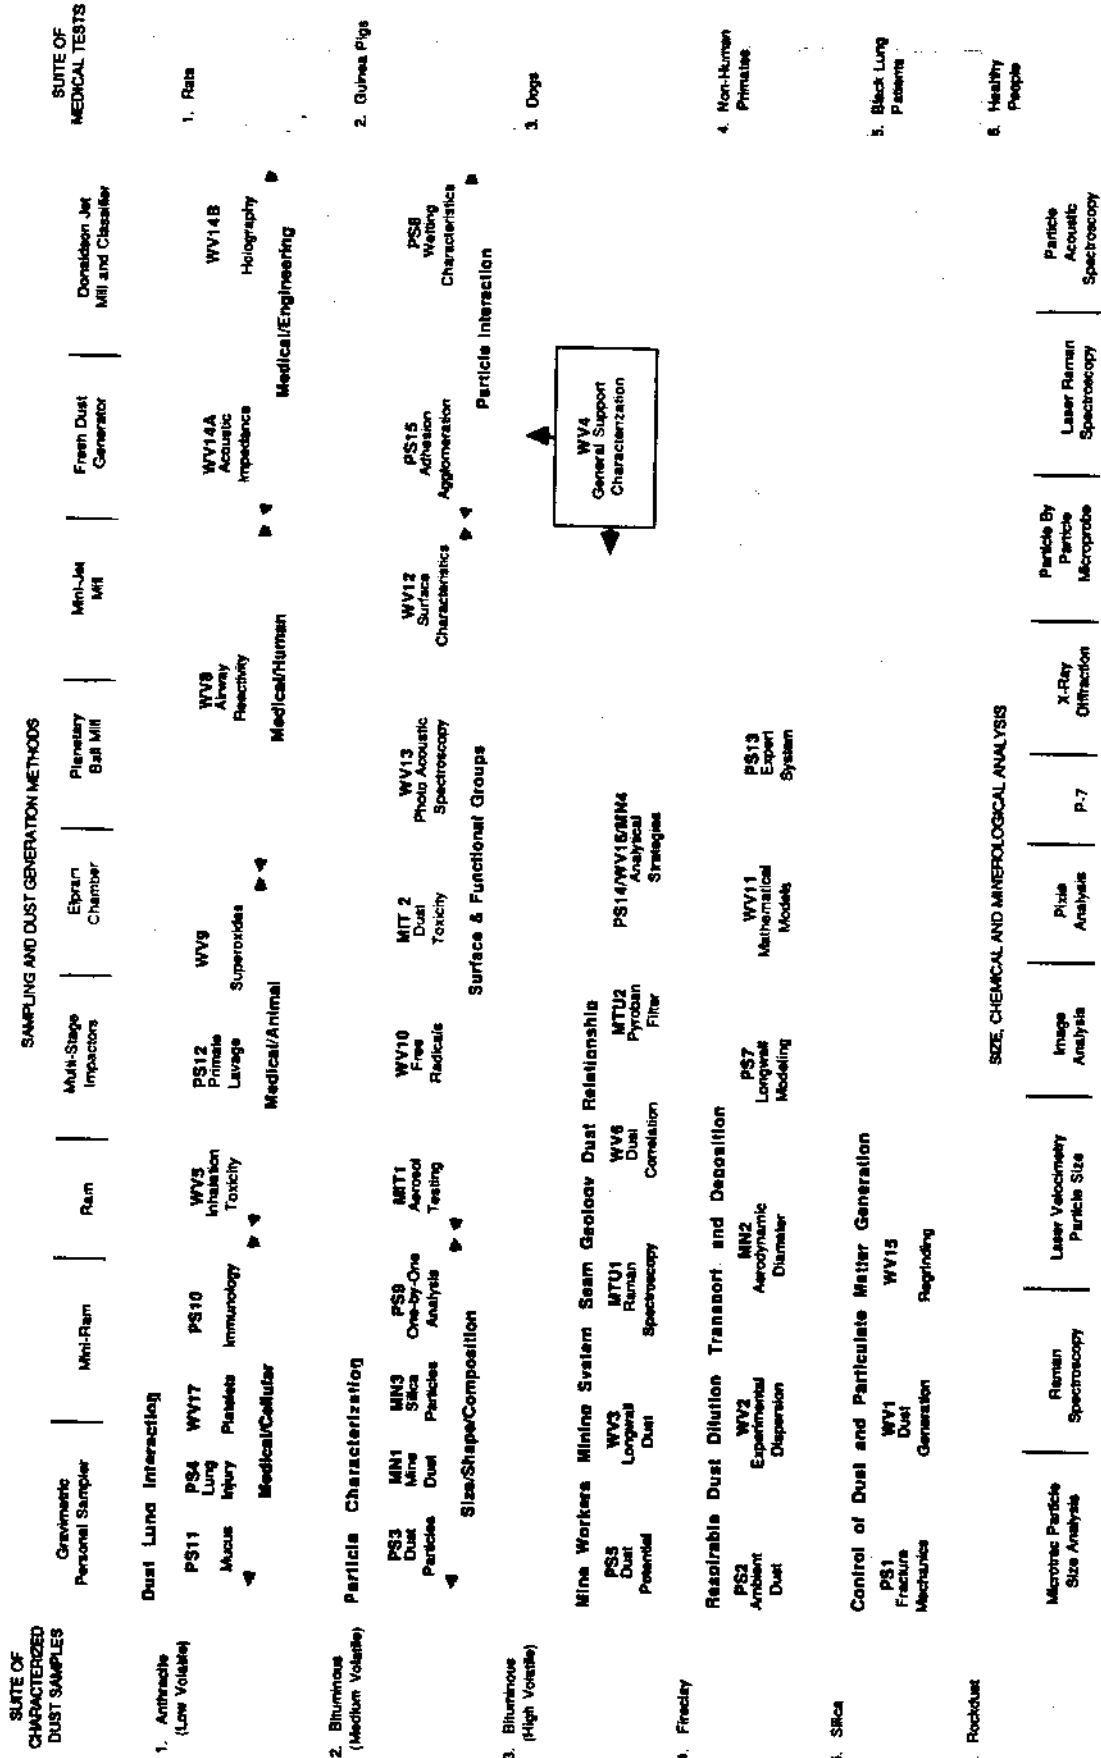 SUITE OF
CHARACTERIZED
DUST SAMPLES
1. Anthracite
(Low Volatile)
2. Bituminous
(Medium Volatile)
3. Bituminous
(High Volatile)
Fireclay
Silica
Rockdust
SAMPLING AND DUST GENERATION METHODS
Gravimetric
Personal Sampler
Mini-Ram
Ram
Multi-Stage
Impactors
Elpram
Chamber
Planetary
Ball Mill
Mini-Jet
Mill
Fresh Dust
Generator
Donaldson Jet
Mill and Classifier
Dust Lung Interaction
PS11
Mucus
PS4
Lung
Injury
WV17
Platelets
PS10
Immunology
WV5
Inhalation
Toxicity
PS12
Primate
Lavage
WV9
Superoxides
WV8
Airway
Reactivity
WV14A
Acoustic
Impedance
WV14B
Holography
Medical/Cellular
Medical/Animal
Medical/Human
Medical/Engineering
Particle Characterization
PS3
Dust
Particles
MN1
Mine
Dust
MN3
Silica
Particles
PS9
One-by-One
Analysis
MIT1
Aerosol
Testing
WV10
Free
Radicals
MIT 2
Dust
Toxicity
WV13
Photo Acoustic
Spectroscopy
WV12
Surface
Characteristics
PS15
Adhesion
Agglomeration
PS8
Wetting
Characteristics
Size/Shape/Composition
Surface & Functional Groups
Particle Interaction
WV4
General Support
Characterization
Mine Workers Mining System Seam Geology Dust Relationship
PS5
Dust
Potential
WV3
Longwall
Dust
MTU1
Raman
Spectroscopy
WV6
Dust
Correlation
MTU2
Pyroban
Filter
PS14/WV16/MN4
Analytical
Strategies
Respirable Dust Dilution Transport and Deposition
PS2
Ambient
Dust
WV2
Experimental
Dispersion
MN2
Aerodynamic
Diameter
PS7
Longwall
Modeling
WV11
Mathematical
Models
PS13
Expert
System
Control of Dust and Particulate Matter Generation
PS1
Fracture
Mechanics
WV1
Dust
Generation
WV15
Regrinding
SIZE, CHEMICAL AND MINEROLOGICAL ANALYSIS
Microtrac Particle
Size Analysis
Raman
Spectroscopy
Laser Velocimetry
Particle Size
Image
Analysis
Pixie
Analysis
P-7
X-Ray
Diffraction
Particle By
Particle
Microprobe
Laser Raman
Spectroscopy
Particle
Acoustic
Spectroscopy
SUITE OF
MEDICAL TESTS
1. Rats
2. Guinea Pigs
3. Dogs
4. Non-Human
Primates
5. Black Lung
Patients
6. Healthy
People